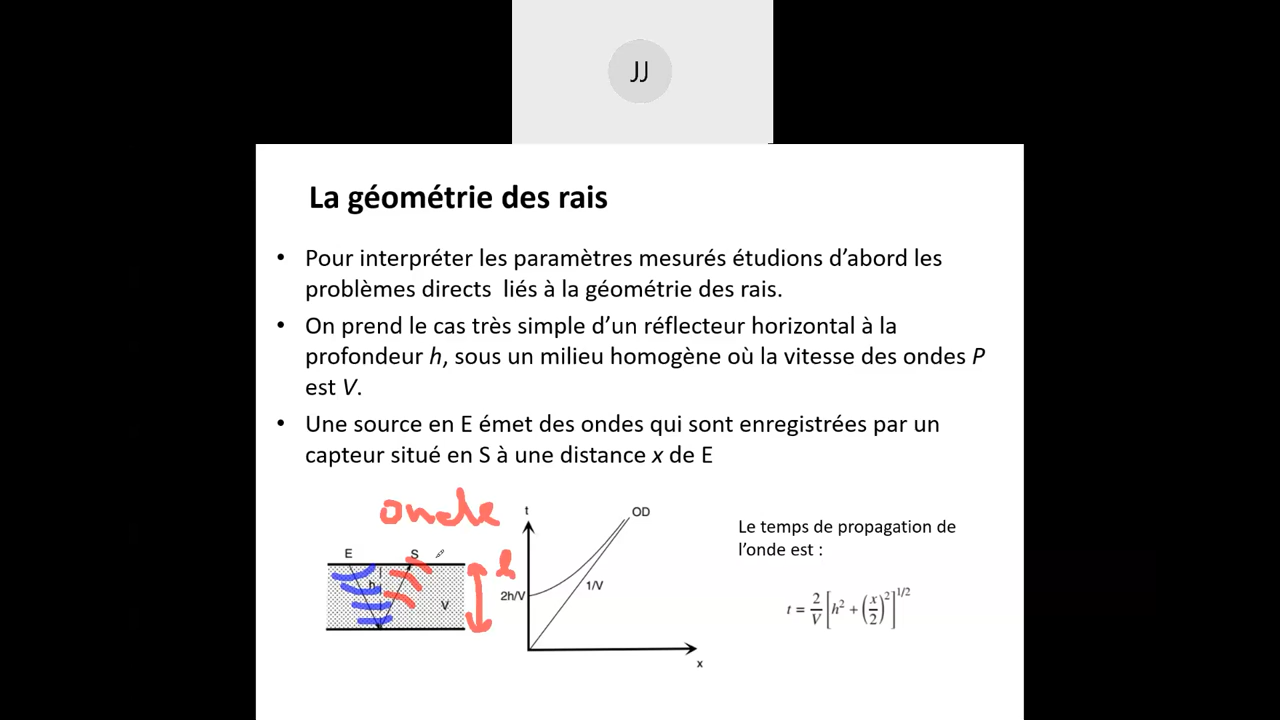 JJ
La géométrie des rais
• Pour interpréter les paramètres mesurés étudions d’abord les
problèmes directs liés à la géométrie des rais.
• On prend le cas très simple d’un réflecteur horizontal à la
profondeur h, sous un milieu homogène où la vitesse des ondes P
est V.
• Une source en E émet des ondes qui sont enregistrées par un
capteur situé en S à une distance x de E
onde
E S
h
V
t
OD
2h/V
1/V
x
Le temps de propagation de
l’onde est :
t = 2/V [h² + (x/2)²]^1/2